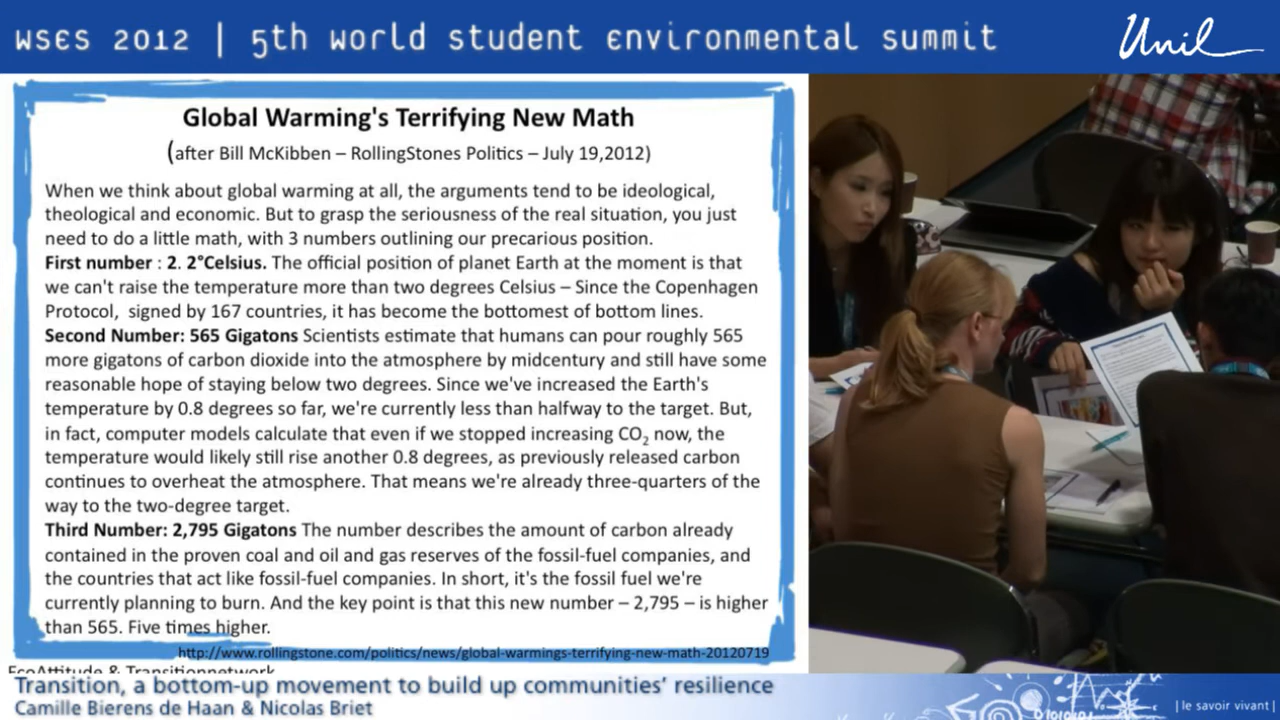 WSES 2012 | 5th world student environmental summit
Unil
Global Warming's Terrifying New Math
(after Bill McKibben – RollingStones Politics – July 19,2012)
When we think about global warming at all, the arguments tend to be ideological,
theological and economic. But to grasp the seriousness of the real situation, you just
need to do a little math, with 3 numbers outlining our precarious position.
First number : 2. 2°Celsius. The official position of planet Earth at the moment is that
we can't raise the temperature more than two degrees Celsius – Since the Copenhagen
Protocol, signed by 167 countries, it has become the bottomest of bottom lines.
Second Number: 565 Gigatons Scientists estimate that humans can pour roughly 565
more gigatons of carbon dioxide into the atmosphere by midcentury and still have some
reasonable hope of staying below two degrees. Since we've increased the Earth's
temperature by 0.8 degrees so far, we're currently less than halfway to the target. But,
in fact, computer models calculate that even if we stopped increasing CO₂ now, the
temperature would likely still rise another 0.8 degrees, as previously released carbon
continues to overheat the atmosphere. That means we're already three-quarters of the
way to the two-degree target.
Third Number: 2,795 Gigatons The number describes the amount of carbon already
contained in the proven coal and oil and gas reserves of the fossil-fuel companies, and
the countries that act like fossil-fuel companies. In short, it's the fossil fuel we're
currently planning to burn. And the key point is that this new number – 2,795 – is higher
than 565. Five times higher.
http://www.rollingstone.com/politics/news/global-warmings-terrifying-new-math-20120719
EcoAttitude & Transitionnetwork
Transition, a bottom-up movement to build up communities' resilience
Camille Bierens de Haan & Nicolas Briet
| le savoir vivant |